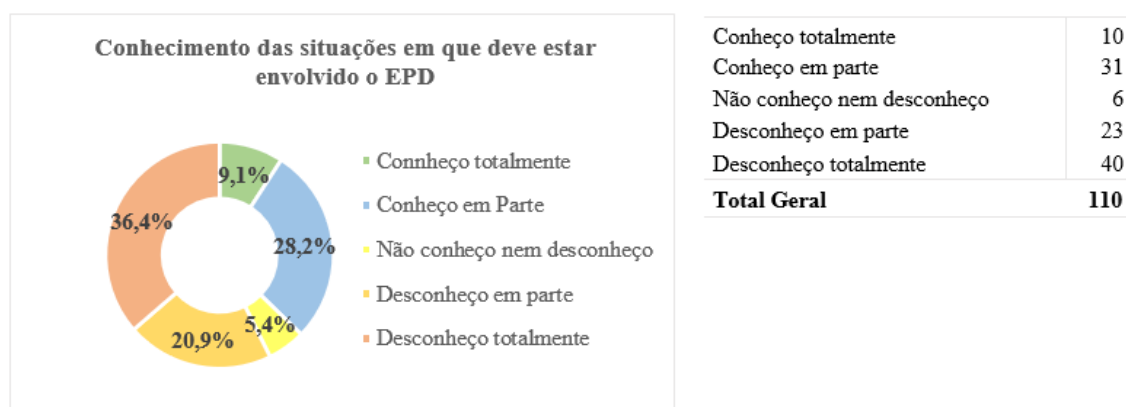 Conhecimento das situações em que deve estar
envolvido o EPD
9,1%
28,2%
5,4%
20,9%
36,4%
Connheço totalmente
Conheço em Parte
Não conheço nem desconheço
Desconheço em parte
Desconheço totalmente
Conheço totalmente 10
Conheço em parte 31
Não conheço nem desconheço 6
Desconheço em parte 23
Desconheço totalmente 40
Total Geral 110